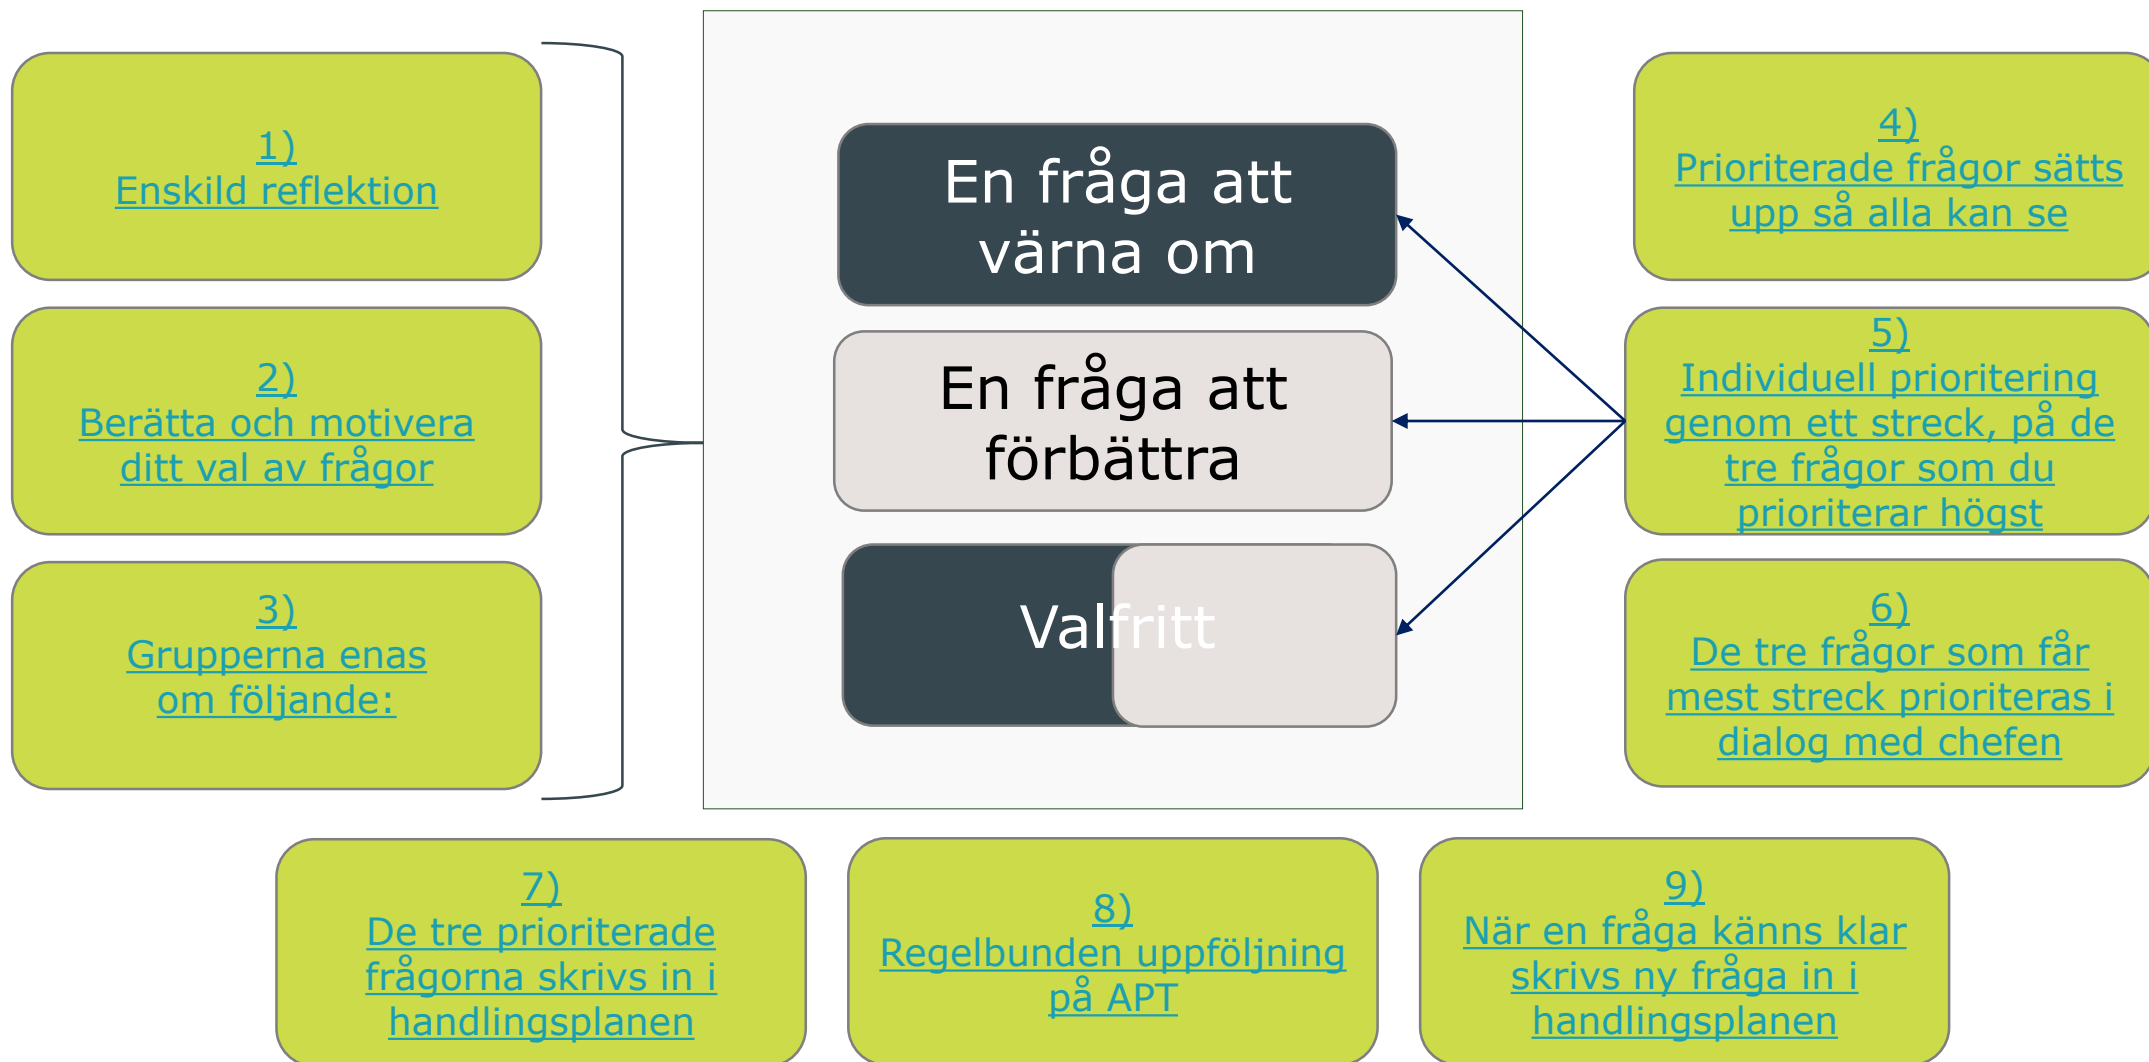 1)
Enskild reflektion
2)
Berätta och motivera
ditt val av frågor
3)
Grupperna enas
om följande:
En fråga att
värna om
En fråga att
förbättra
Valfritt
4)
Prioriterade frågor sätts
upp så alla kan se
5)
Individuell prioritering
genom ett streck, på de
tre frågor som du
prioriterar högst
6)
De tre frågor som får
mest streck prioriteras i
dialog med chefen
7)
De tre prioriterade
frågorna skrivs in i
handlingsplanen
8)
Regelbunden uppföljning
på APT
9)
När en fråga känns klar
skrivs ny fråga in i
handlingsplanen